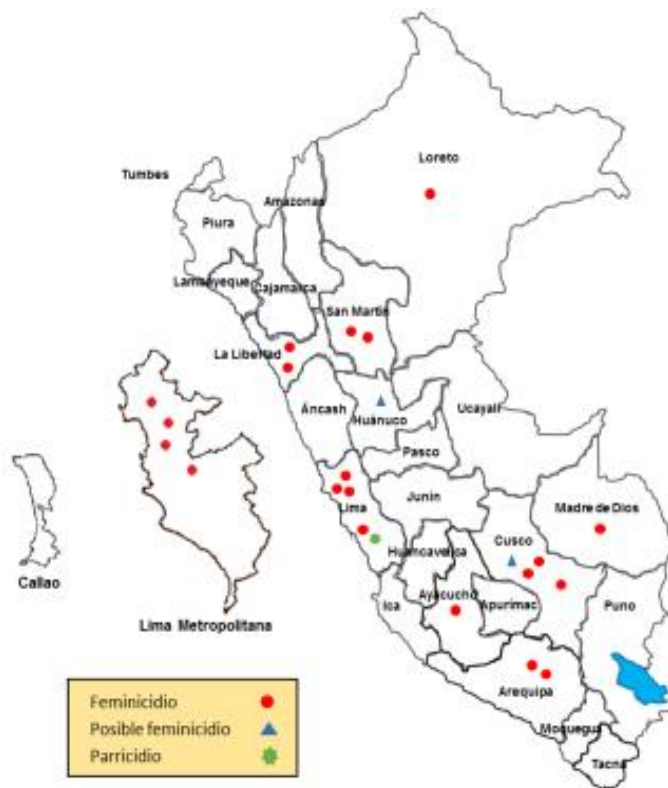 Loreto
Tumbes
Amazonas
Piura
Lambayeque
Cajamarca
San Martín
La Libertad
Ancash
Huánuco
Ucayali
Pasco
Junín
Lima
Madre de Dios
Cusco
Callao
Huancavelica
Ayacucho
Ica
Apurímac
Puno
Lima Metropolitana
Arequipa
Moquegua
Tacna
Feminicidio
Posible feminicidio
Parricidio